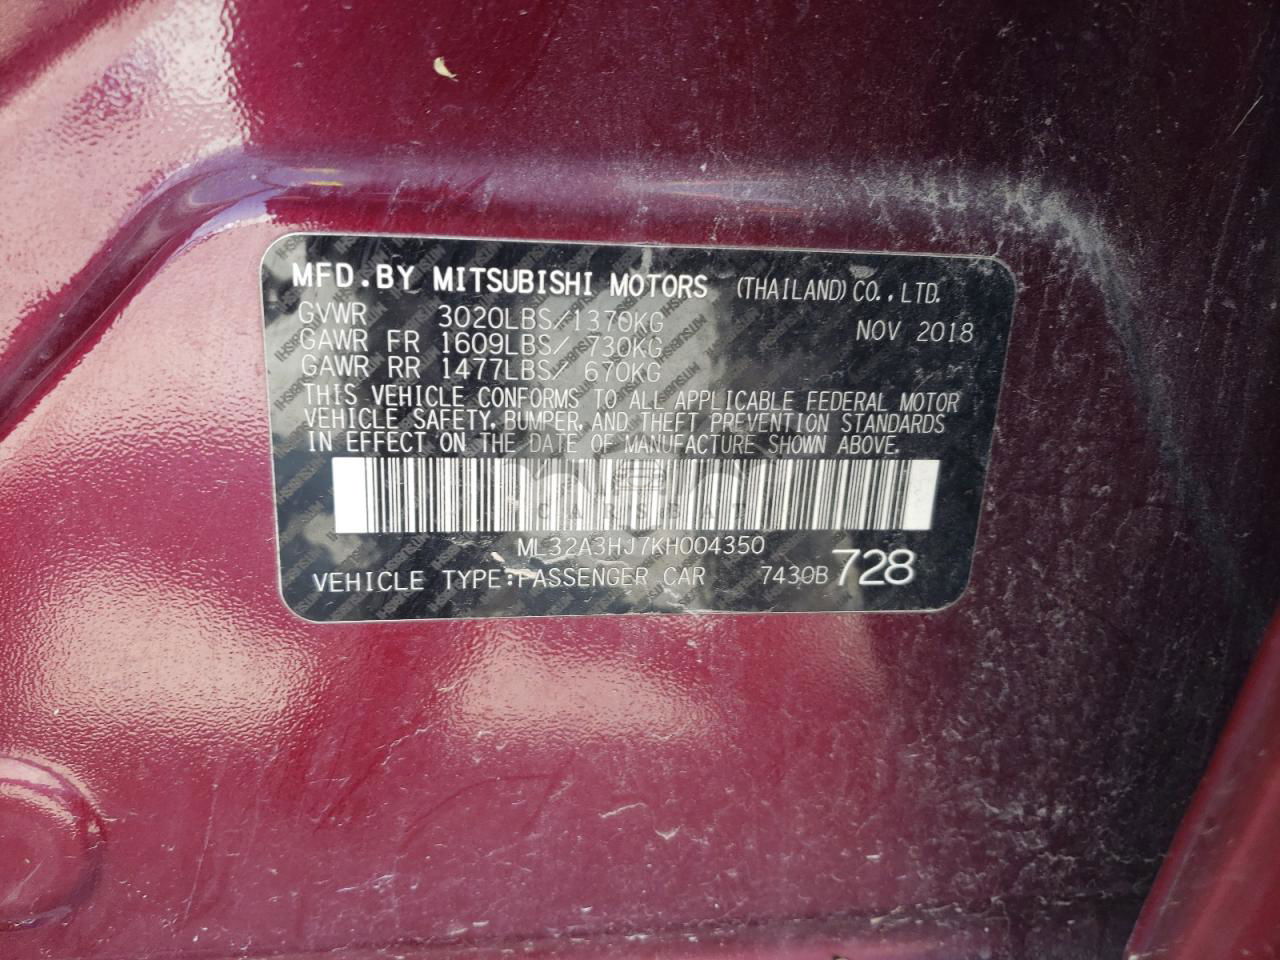 MFD.BY MITSUBISHI MOTORS (THAILAND) CO., LTD.
GVWR 3020LBS/1370KG NOV 2018
GAWR FR 1609LBS/ 730KG
GAWR RR 1477LBS/ 670KG
THIS VEHICLE CONFORMS TO ALL APPLICABLE FEDERAL MOTOR
VEHICLE SAFETY, BUMPER, AND THEFT PREVENTION STANDARDS
IN EFFECT ON THE DATE OF MANUFACTURE SHOWN ABOVE.
CARSBAT
ML32A3HJ7KH004350
VEHICLE TYPE:PASSENGER CAR 7430B 728